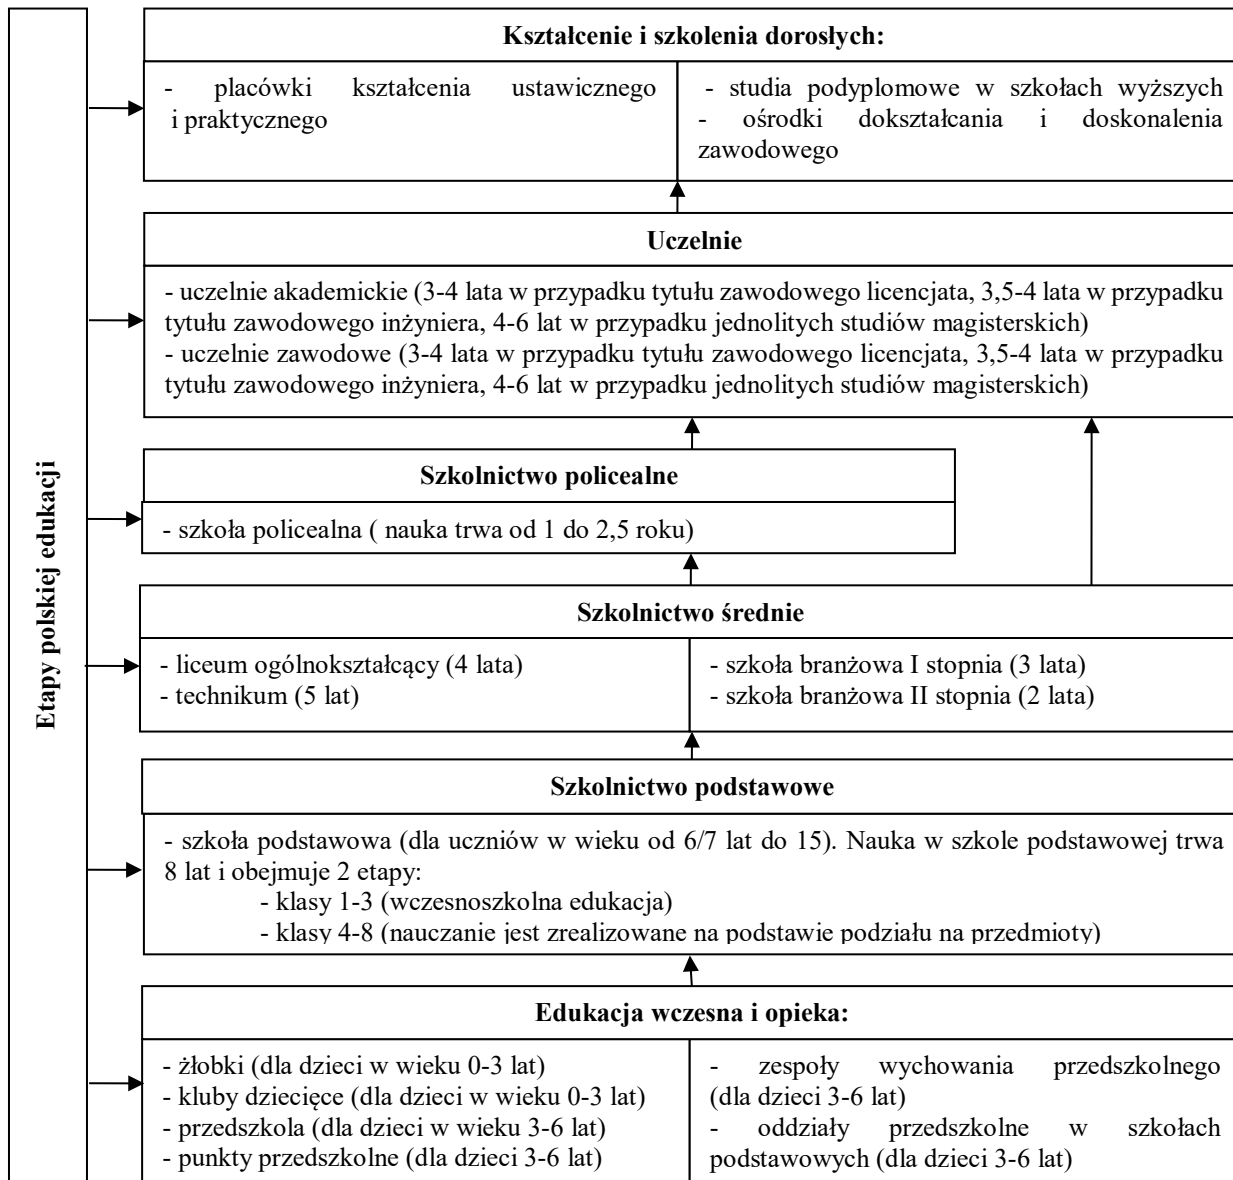 Etapy polskiej edukacji
Kształcenie i szkolenia dorosłych:
- placówki kształcenia ustawicznego
i praktycznego
- studia podyplomowe w szkołach wyższych
- ośrodki dokształcania i doskonalenia
zawodowego
Uczelnie
- uczelnie akademickie (3-4 lata w przypadku tytułu zawodowego licencjata, 3,5-4 lata w przypadku
tytułu zawodowego inżyniera, 4-6 lat w przypadku jednolitych studiów magisterskich)
- uczelnie zawodowe (3-4 lata w przypadku tytułu zawodowego licencjata, 3,5-4 lata w przypadku
tytułu zawodowego inżyniera, 4-6 lat w przypadku jednolitych studiów magisterskich)
Szkolnictwo policealne
- szkoła policealna ( nauka trwa od 1 do 2,5 roku)
Szkolnictwo średnie
- liceum ogólnokształcący (4 lata)
- technikum (5 lat)
- szkoła branżowa I stopnia (3 lata)
- szkoła branżowa II stopnia (2 lata)
Szkolnictwo podstawowe
- szkoła podstawowa (dla uczniów w wieku od 6/7 lat do 15). Nauka w szkole podstawowej trwa
8 lat i obejmuje 2 etapy:
- klasy 1-3 (wczesnoszkolna edukacja)
- klasy 4-8 (nauczanie jest zrealizowane na podstawie podziału na przedmioty)
Edukacja wczesna i opieka:
- żłobki (dla dzieci w wieku 0-3 lat)
- kluby dziecięce (dla dzieci w wieku 0-3 lat)
- przedszkola (dla dzieci w wieku 3-6 lat)
- punkty przedszkolne (dla dzieci 3-6 lat)
- zespoły wychowania przedszkolnego
(dla dzieci 3-6 lat)
- oddziały przedszkolne w szkołach
podstawowych (dla dzieci 3-6 lat)